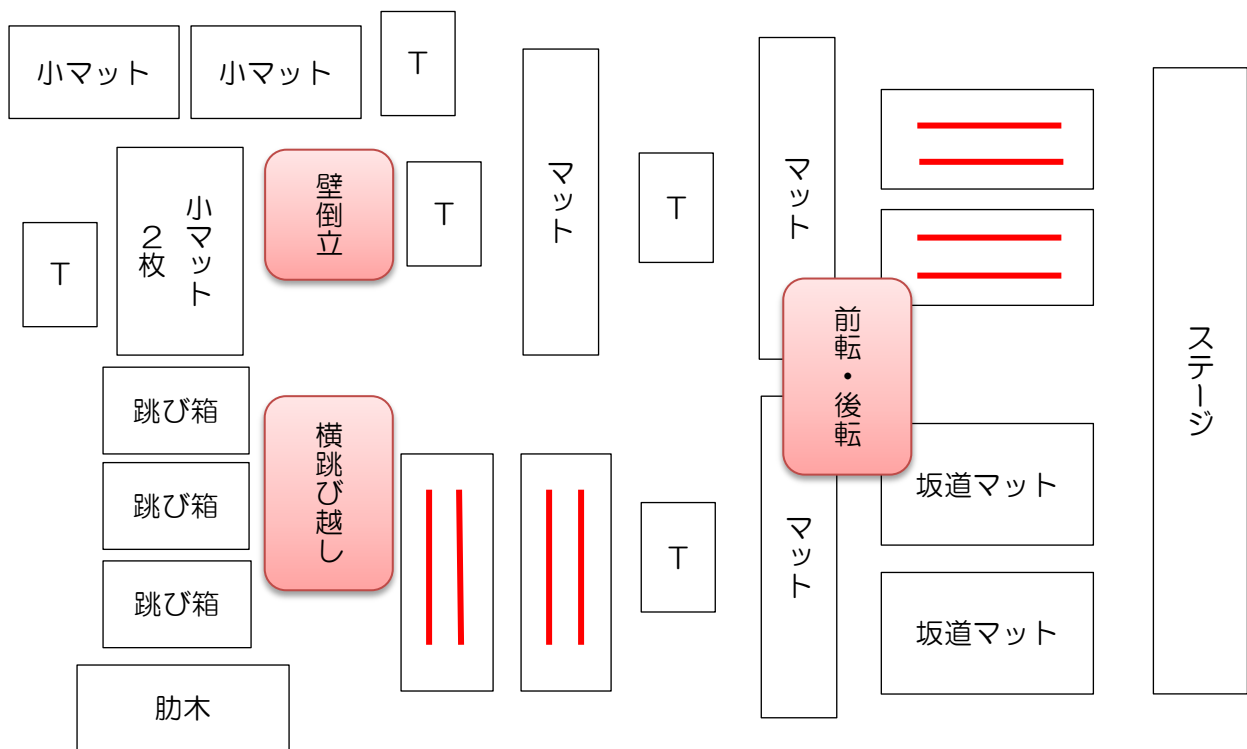 小マット
小マット
T
壁倒立
T
マット
T
マット
小マット
2枚
T
前転・後転
ステージ
跳び箱
跳び箱
跳び箱
横跳び越し
T
マット
坂道マット
坂道マット
肋木